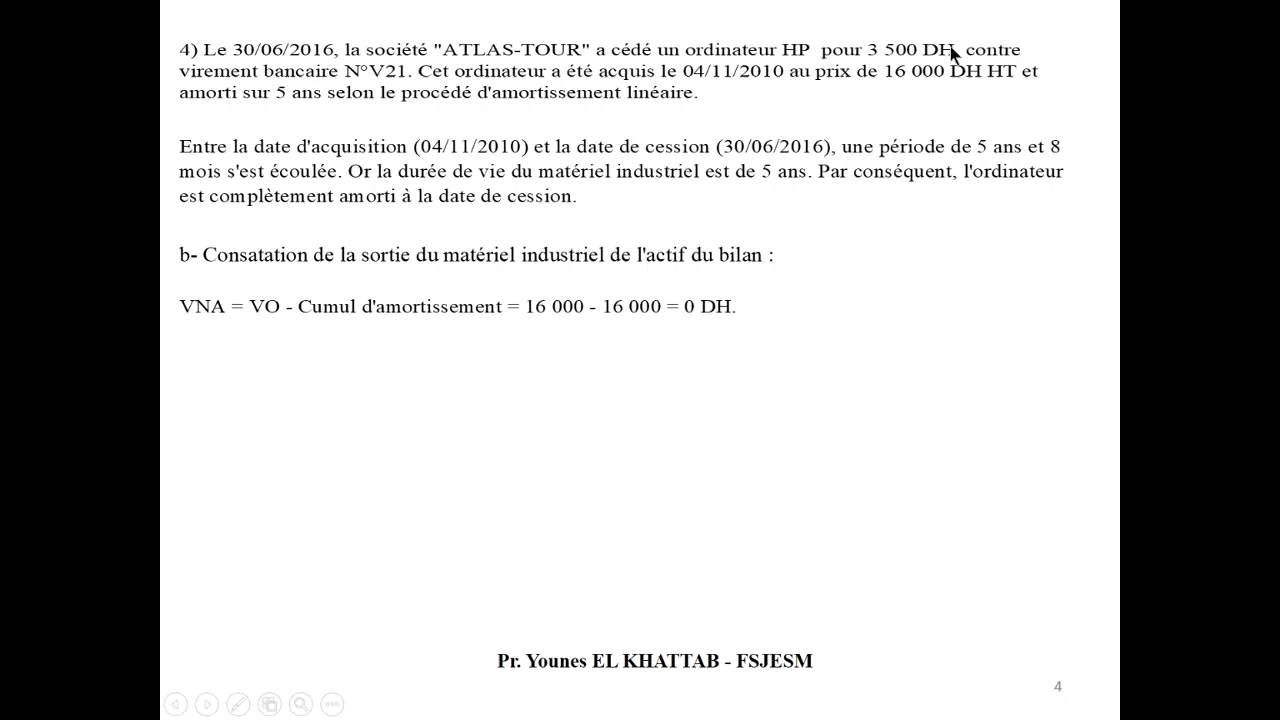 4) Le 30/06/2016, la société "ATLAS-TOUR" a cédé un ordinateur HP pour 3 500 DH, contre
virement bancaire N°V21. Cet ordinateur a été acquis le 04/11/2010 au prix de 16 000 DH HT et
amorti sur 5 ans selon le procédé d'amortissement linéaire.
Entre la date d'acquisition (04/11/2010) et la date de cession (30/06/2016), une période de 5 ans et 8
mois s'est écoulée. Or la durée de vie du matériel industriel est de 5 ans. Par conséquent, l'ordinateur
est complètement amorti à la date de cession.
b- Consatation de la sortie du matériel industriel de l'actif du bilan :
VNA = VO - Cumul d'amortissement = 16 000 - 16 000 = 0 DH.
Pr. Younes EL KHATTAB - FSJESM
4